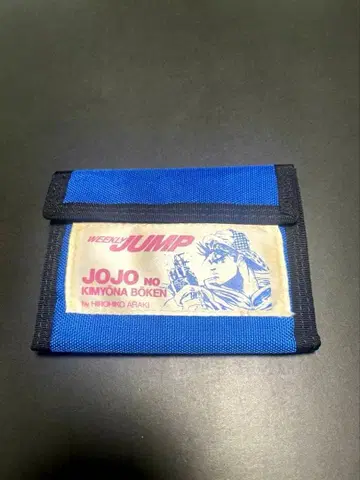 WEEKLY JUMP
JOJO NO
KIMYŌNA BŌKEN
by HIROHIKO ARAKI